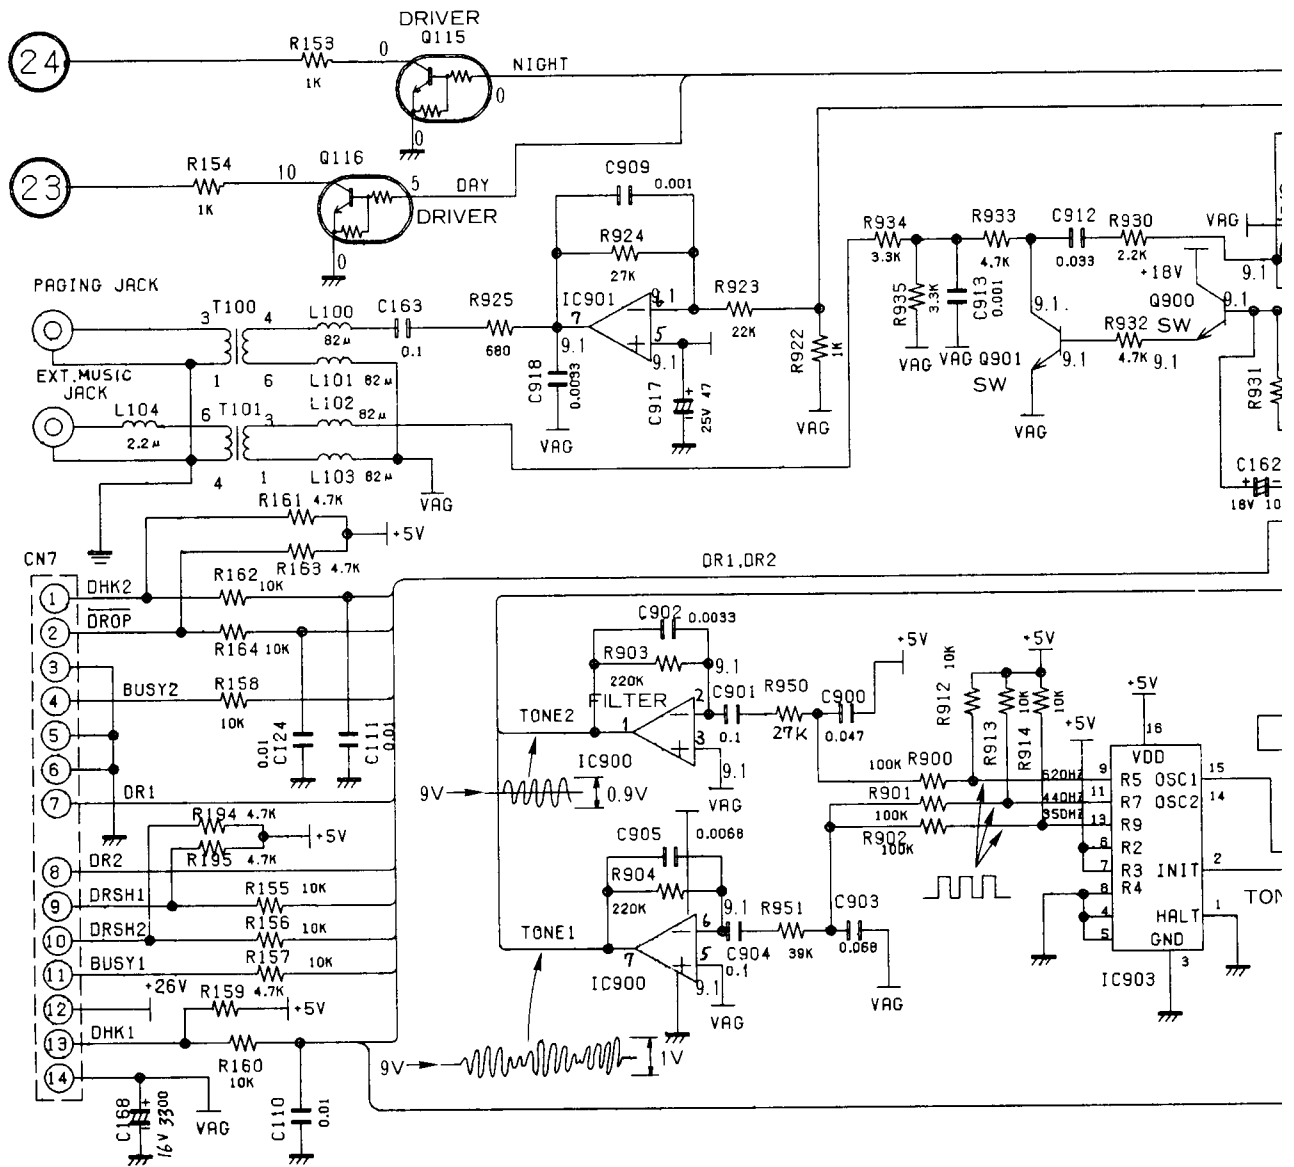 DRIVER
Q115
24
R153
1K
0
NIGHT
0
0
23
R154
1K
10
Q116
5
DAY
DRIVER
0
C909
0.001
R924
27K
IC901
7
9.1
6
9.1
5
9.1
R923
22K
R922
1K
VAG
C918
0.0033
VAG
C917
25V 47
R934
3.3K
R933
4.7K
C912
0.033
R930
2.2K
VAG
+18V
9.1
R935
3.3K
VAG
C913
0.001
VAG
9.1.
Q901
SW
9.1
VAG
R932
4.7K
9.1
Q900
SW
9.1
R931
C162
18V 10
PAGING JACK
T100
3
4
1
6
L100
82μ
L101 82μ
C163
0.1
R925
680
EXT.MUSIC
JACK
L104
2.2μ
6
T101
3
4
1
L102
82μ
L103 82μ
VAG
R161 4.7K
+5V
R163 4.7K
CN7
1
DHK2
R162 10K
2
DROP
R164 10K
3
4
BUSY2
R158
10K
5
6
7
DR1
0.01
C124
C111
0.01
R194 4.7K
+5V
R195 4.7K
8
DR2
9
DRSH1
R155 10K
10
DRSH2
R156 10K
11
BUSY1
R157 10K
4.7K
12
+26V
R159
+5V
13
DHK1
R160
10K
14
C168
16V 3300
VAG
C110
0.01
DR1,DR2
C902 0.0033
R903
220K
9.1
FILTER
TONE2
1
2
3
IC900
9.1
VAG
C901
0.1
R950
27K
C900
0.047
+5V
9V
0.9V
C905
0.0068
R904
220K
9.1
TONE1
7
6
5
IC900
9.1
VAG
C904
0.1
R951
39K
C903
0.068
VAG
9V
1V
R912
10K
+5V
R913
10K
R914
10K
+5V
+5V
16
VDD
100K R900
R901
100K
R902
100K
620HZ
440HZ
350HZ
9
R5
OSC1
15
11
R7
OSC2
14
13
R9
6
R2
7
R3
INIT
2
8
R4
4
HALT
1
5
GND
3
IC903
TON